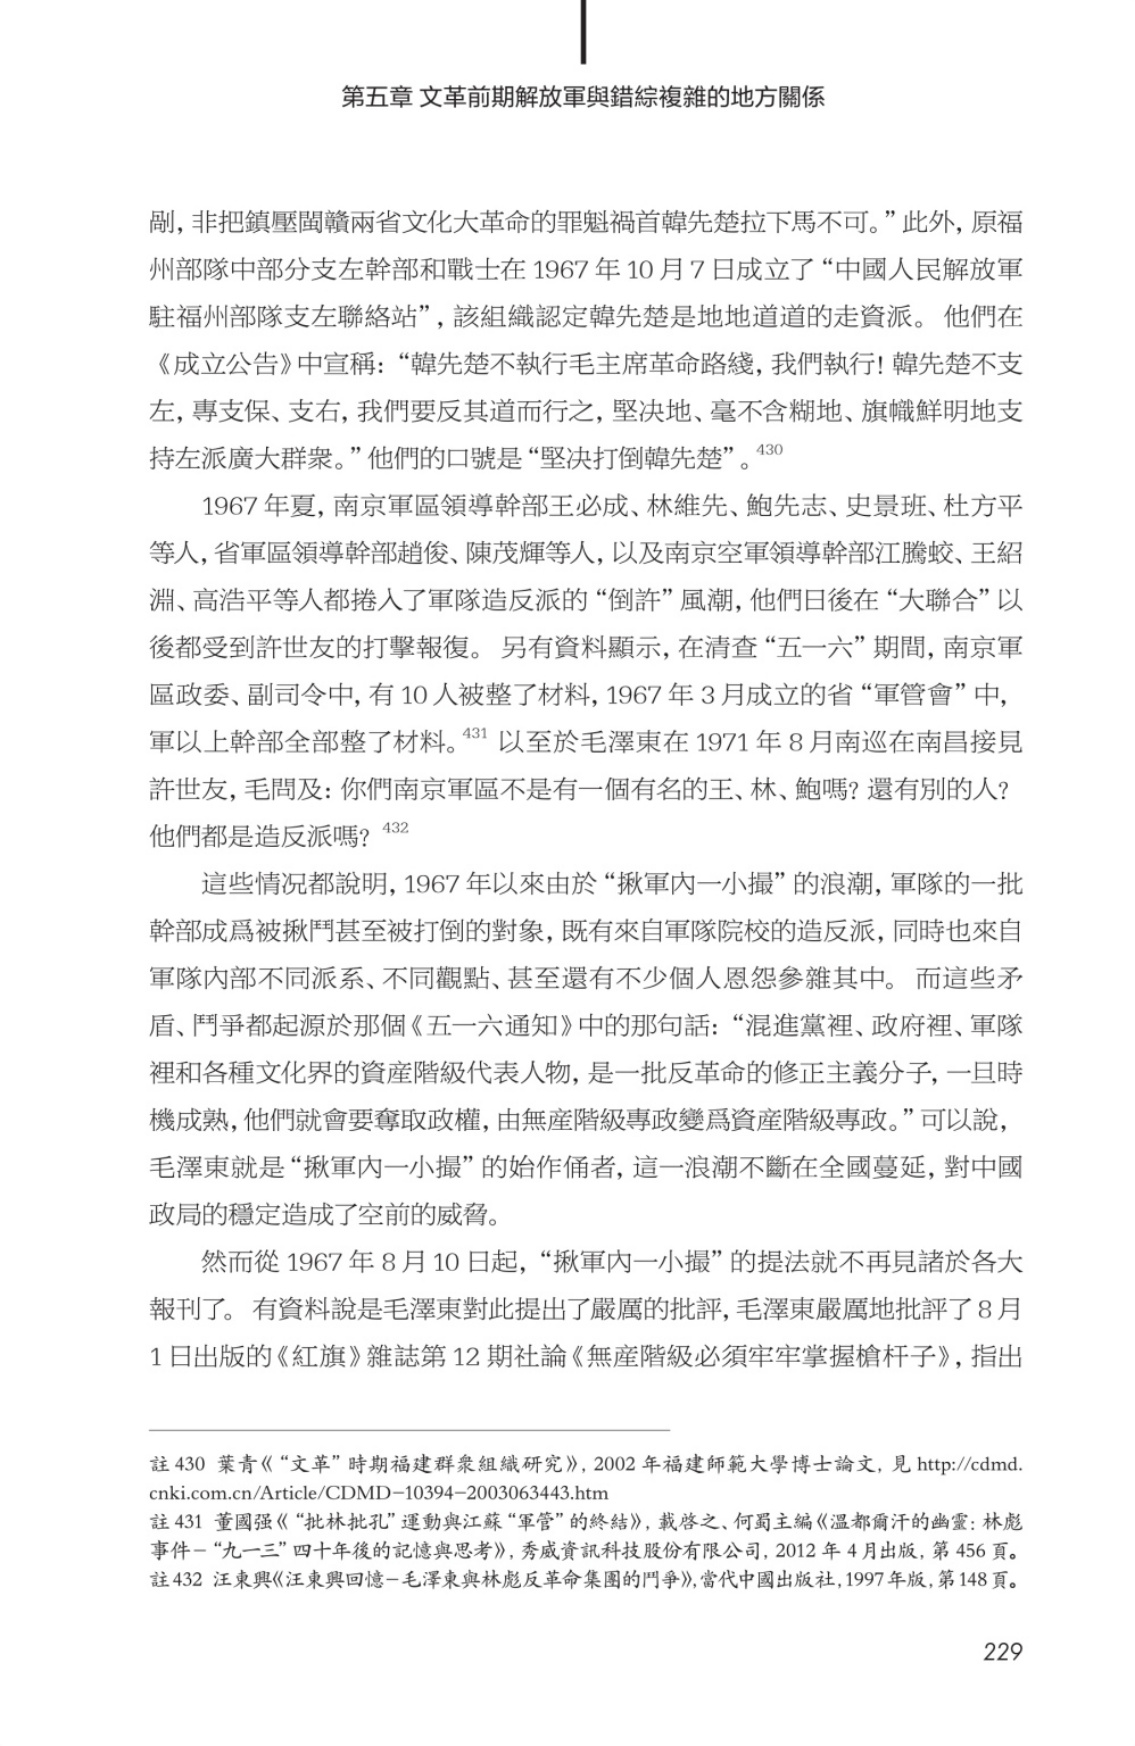 第五章 文革前期解放軍與錯綜複雜的地方關係
剮，非把鎮壓閩贛兩省文化大革命的罪魁禍首韓先楚拉下馬不可。”此外，原福
州部隊中部分支左幹部和戰士在 1967 年 10 月 7 日成立了“中國人民解放軍
駐福州部隊支左聯絡站”，該組織認定韓先楚是地地道道的走資派。 他們在
《成立公告》中宣稱：“韓先楚不執行毛主席革命路綫，我們執行！韓先楚不支
左，專支保、支右，我們要反其道而行之，堅決地、毫不含糊地、旗幟鮮明地支
持左派廣大群衆。”他們的口號是“堅決打倒韓先楚”。430
1967 年夏，南京軍區領導幹部王必成、林維先、鮑先志、史景班、杜方平
等人，省軍區領導幹部趙俊、陳茂輝等人，以及南京空軍領導幹部江騰蛟、王紹
淵、高浩平等人都捲入了軍隊造反派的“倒許”風潮，他們日後在“大聯合”以
後都受到許世友的打擊報復。 另有資料顯示，在清查“五一六”期間，南京軍
區政委、副司令中，有 10 人被整了材料，1967 年 3 月成立的省“軍管會”中，
軍以上幹部全部整了材料。431 以至於毛澤東在 1971 年 8 月南巡在南昌接見
許世友，毛問及：你們南京軍區不是有一個有名的王、林、鮑嗎？還有別的人？
他們都是造反派嗎？432
這些情况都說明，1967 年以來由於“揪軍內一小撮”的浪潮，軍隊的一批
幹部成爲被揪鬥甚至被打倒的對象，既有來自軍隊院校的造反派，同時也來自
軍隊內部不同派系、不同觀點、甚至還有不少個人恩怨參雜其中。 而這些矛
盾、鬥爭都起源於那個《五一六通知》中的那句話：“混進黨裡、政府裡、軍隊
裡和各種文化界的資産階級代表人物，是一批反革命的修正主義分子，一旦時
機成熟，他們就會要奪取政權，由無産階級專政變爲資産階級專政。”可以說，
毛澤東就是“揪軍內一小撮”的始作俑者，這一浪潮不斷在全國蔓延，對中國
政局的穩定造成了空前的威脅。
然而從 1967 年 8 月 10 日起，“揪軍內一小撮”的提法就不再見諸於各大
報刊了。 有資料說是毛澤東對此提出了嚴厲的批評，毛澤東嚴厲地批評了 8 月
1 日出版的《紅旗》雜誌第 12 期社論《無産階級必須牢牢掌握槍杆子》，指出
註 430 葉青《“文革”時期福建群衆組織研究》，2002 年福建師範大學博士論文，見 http://cdmd.
cnki.com.cn/Article/CDMD-10394-2003063443.htm
註 431 董國强《“批林批孔”運動與江蘇“軍管”的終結》，載啓之、何蜀主編《溫都爾汗的幽靈：林彪
事件－“九一三”四十年後的記憶與思考》，秀威資訊科技股份有限公司，2012 年 4 月出版，第 456 頁。
註 432 汪東興《汪東興回憶－毛澤東與林彪反革命集團的鬥爭》，當代中國出版社，1997 年版，第 148 頁。
229